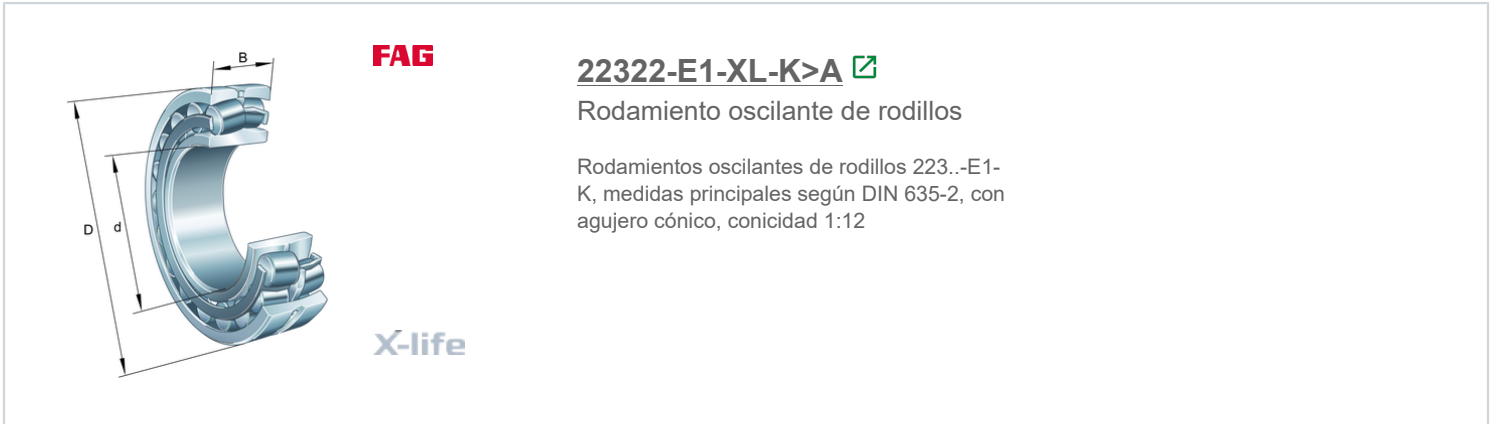 B
D
d
FAG
X-life
22322-E1-XL-K>A
Rodamiento oscilante de rodillos
Rodamientos oscilantes de rodillos 223..-E1-
K, medidas principales según DIN 635-2, con
agujero cónico, conicidad 1:12